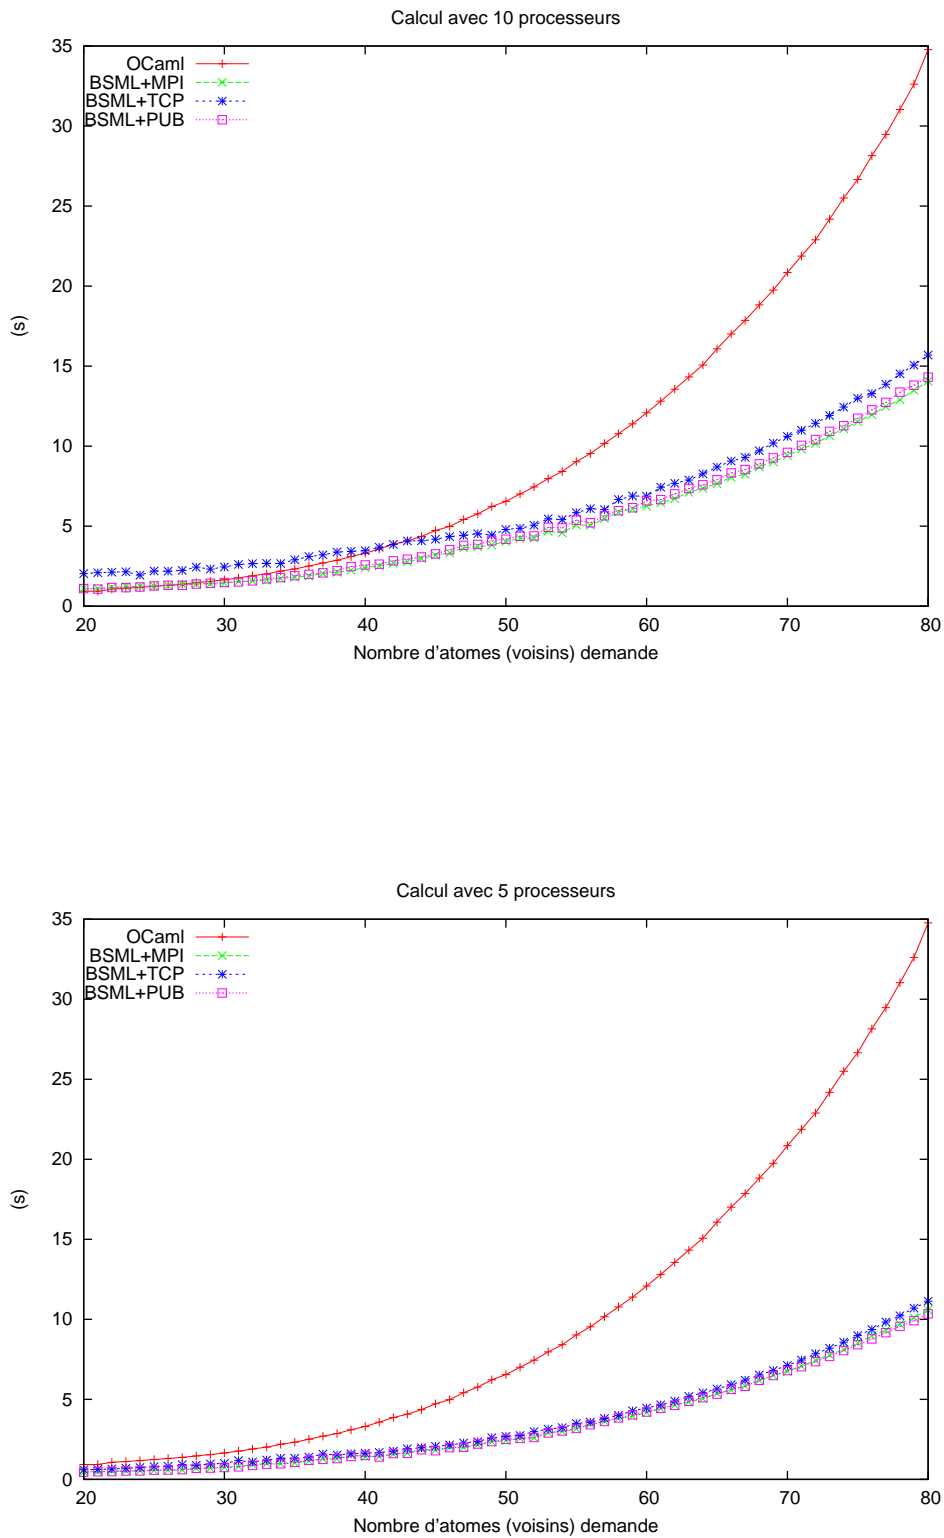 Calcul avec 10 processeurs
35
30
25
20
15
10
5
0
(s)
OCaml
BSML+MPI
BSML+TCP
BSML+PUB
20 30 40 50 60 70 80
Nombre d'atomes (voisins) demande
Calcul avec 5 processeurs
35
30
25
20
15
10
5
0
(s)
OCaml
BSML+MPI
BSML+TCP
BSML+PUB
20 30 40 50 60 70 80
Nombre d'atomes (voisins) demande